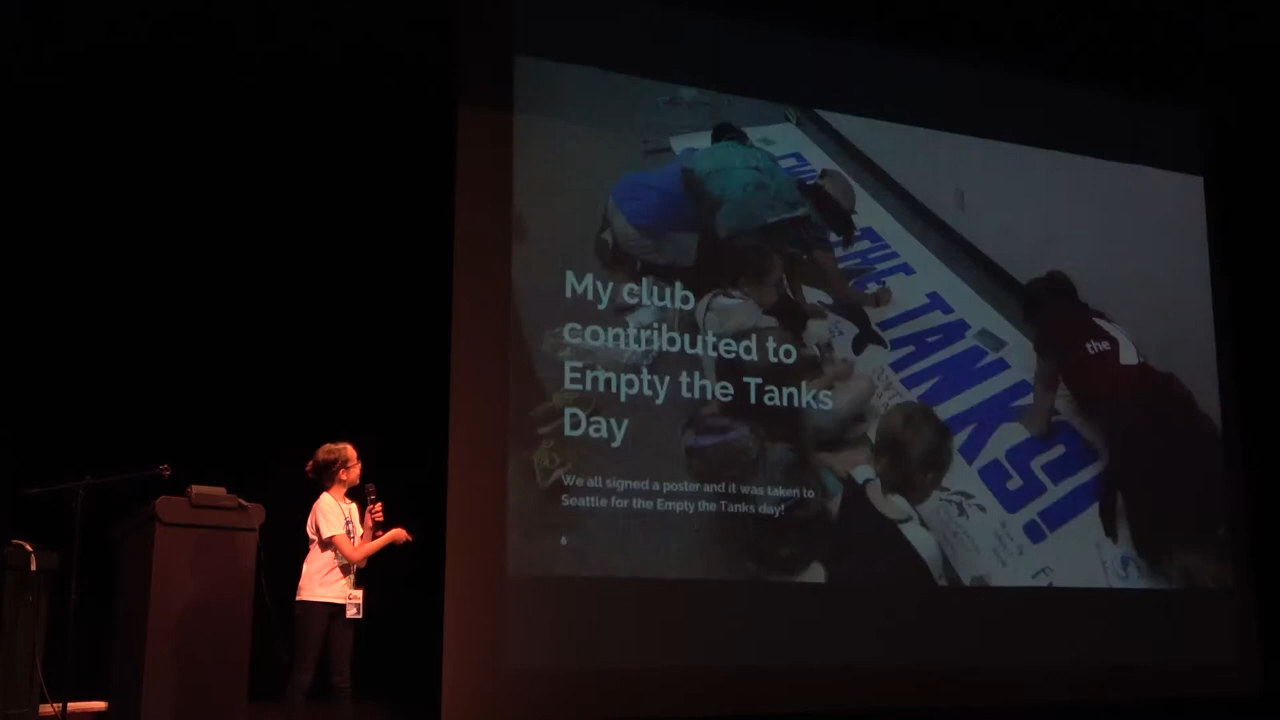 My club
contributed to
Empty the Tanks
Day
We all signed a poster and it was taken to
Seattle for the Empty the Tanks day!
6
THE TANKS!
the